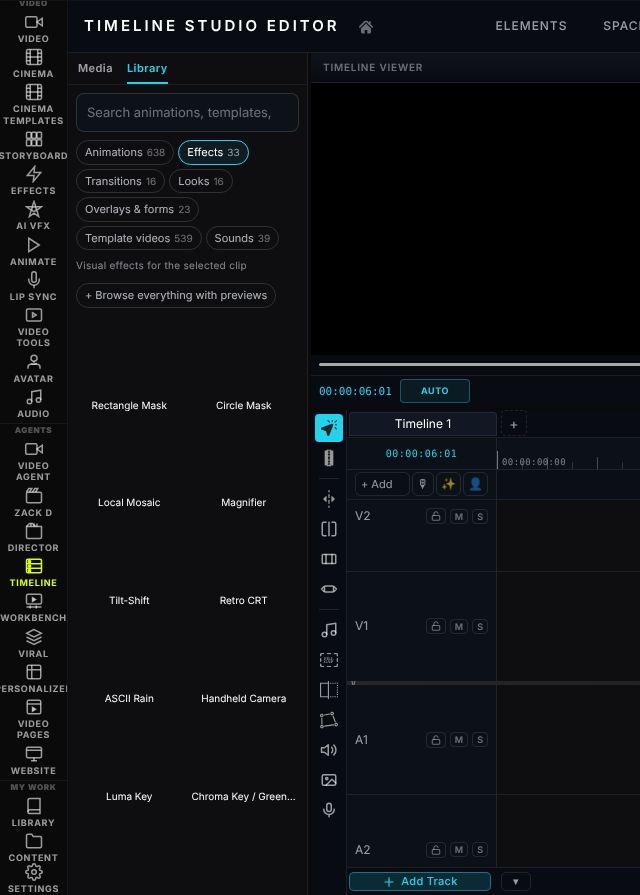 VIDEO
VIDEO
CINEMA
CINEMA
TEMPLATES
STORYBOARD
EFFECTS
AI VFX
ANIMATE
LIP SYNC
VIDEO
TOOLS
AVATAR
AUDIO
AGENTS
VIDEO
AGENT
ZACK D
DIRECTOR
TIMELINE
WORKBENCH
VIRAL
PERSONALIZE
VIDEO
PAGES
WEBSITE
MY WORK
LIBRARY
CONTENT
SETTINGS
TIMELINE STUDIO EDITOR
ELEMENTS SPAC
Media Library
Search animations, templates,
Animations 638 Effects 33
Transitions 16 Looks 16
Overlays & forms 23
Template videos 539 Sounds 39
Visual effects for the selected clip
+ Browse everything with previews
Rectangle Mask Circle Mask
Local Mosaic Magnifier
Tilt-Shift Retro CRT
ASCII Rain Handheld Camera
Luma Key Chroma Key / Green...
TIMELINE VIEWER
00:00:06:01 AUTO
Timeline 1 +
00:00:06:01 00:00:00:00
+ Add
V2 M S
V1 M S
A1 M S
A2 M S
+ Add Track